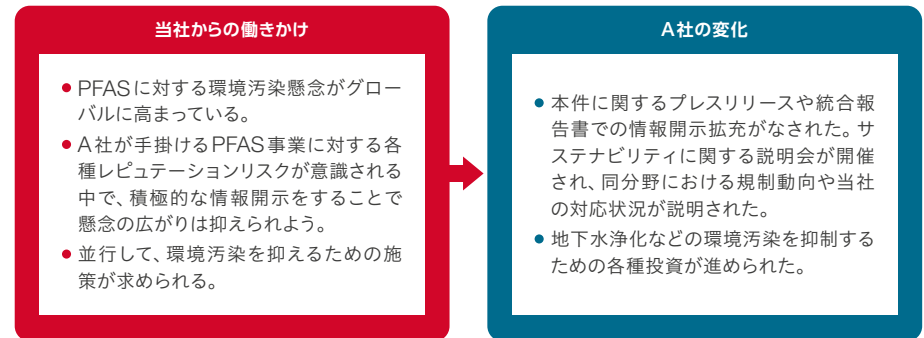 当社からの働きかけ
● PFASに対する環境汚染懸念がグロー
バルに高まっている。
● A社が手掛けるPFAS事業に対する各
種レピュテーションリスクが意識される
中で、積極的な情報開示をすることで
懸念の広がりは抑えられよう。
● 並行して、環境汚染を抑えるための施
策が求められる。
A社の変化
● 本件に関するプレスリリースや統合報
告書での情報開示拡充がなされた。サ
ステナビリティに関する説明会が開催
され、同分野における規制動向や当社
の対応状況が説明された。
● 地下水浄化などの環境汚染を抑制する
ための各種投資が進められた。